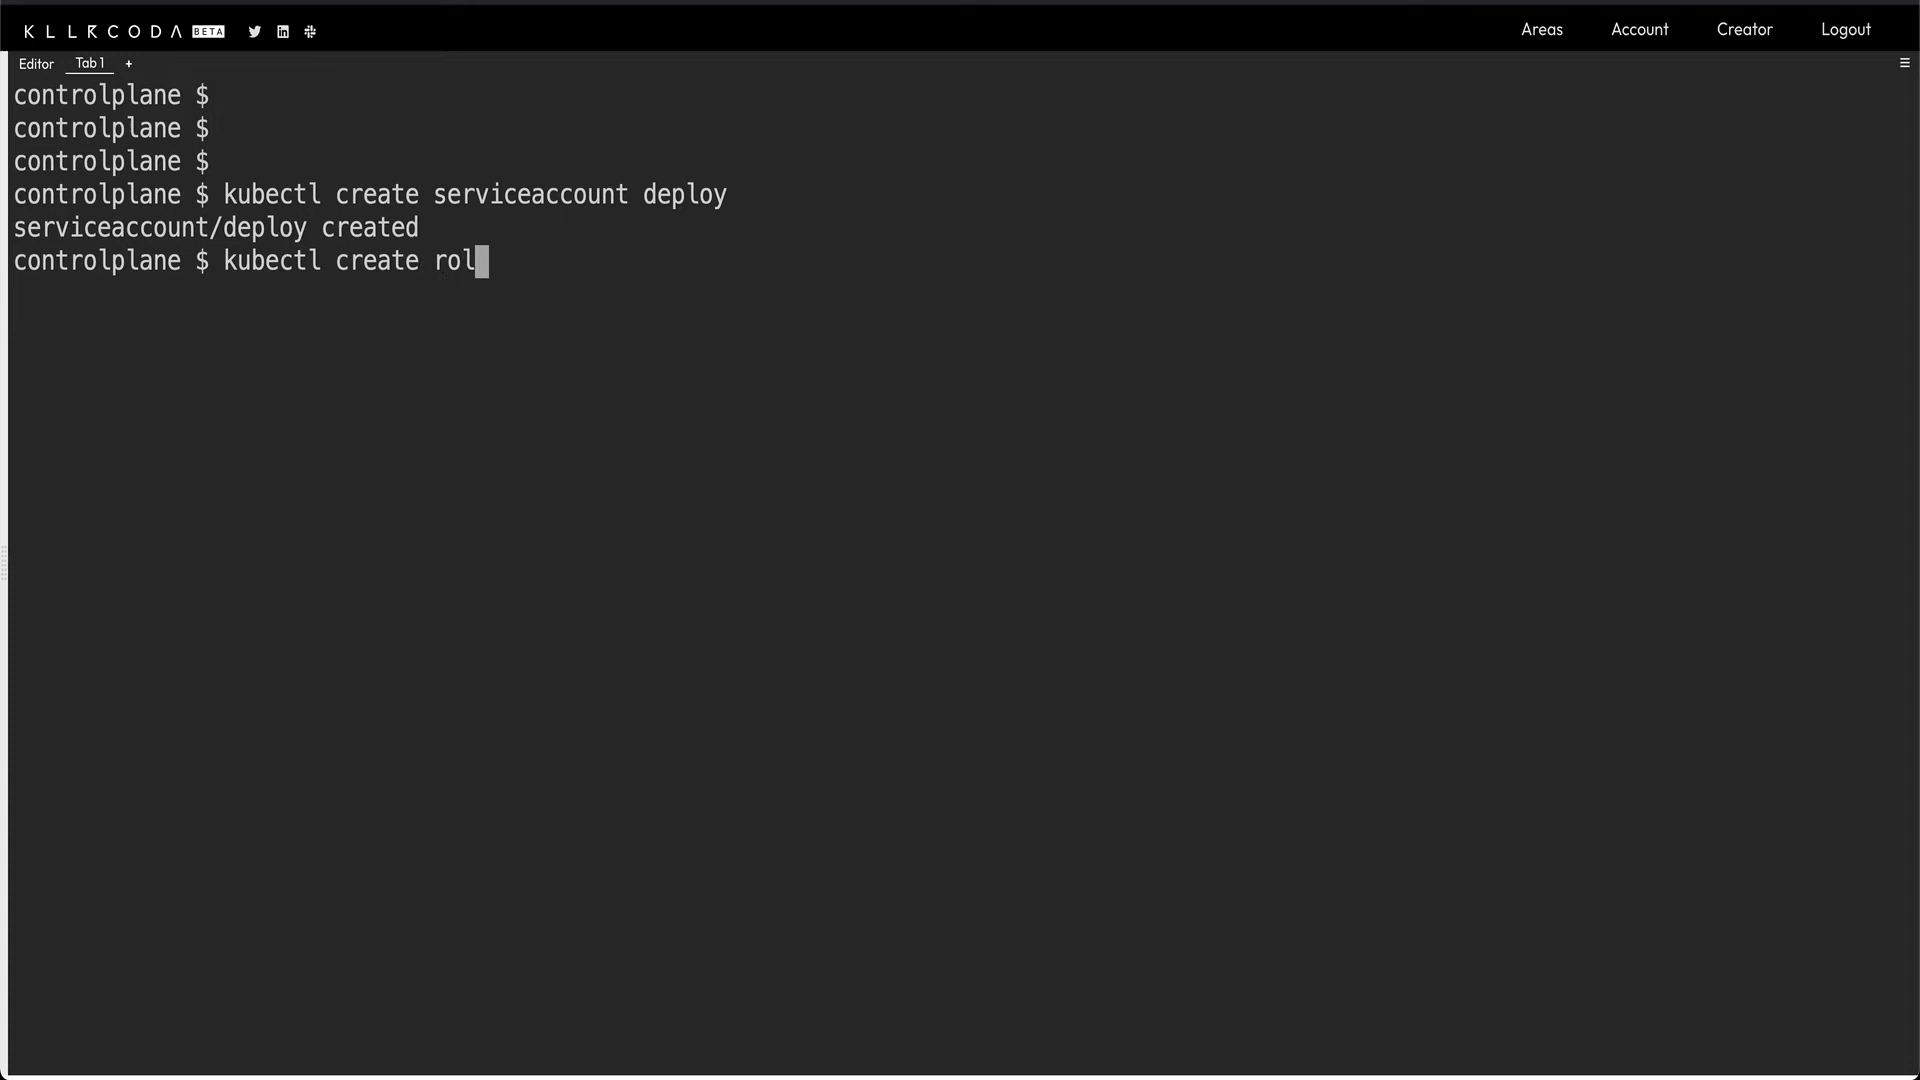 KLLRCODA BETA
Areas Account Creator Logout
Editor Tab 1 +
controlplane $
controlplane $
controlplane $
controlplane $ kubectl create serviceaccount deploy
serviceaccount/deploy created
controlplane $ kubectl create rol